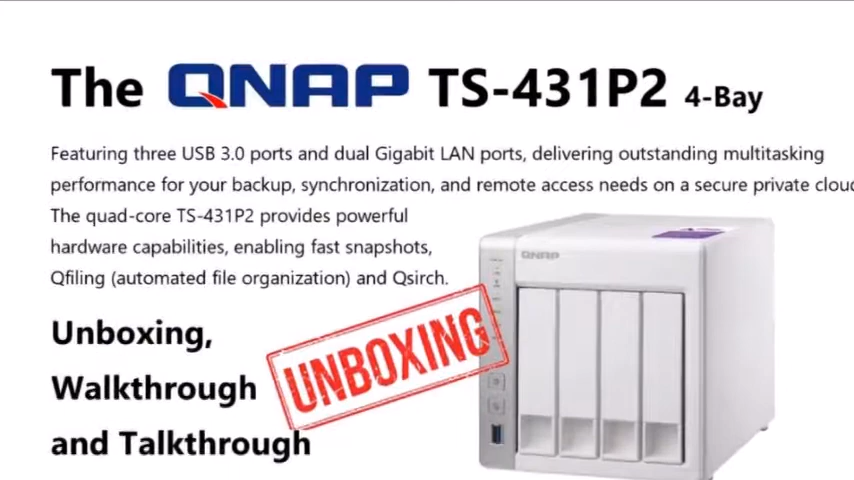 The QNAP TS-431P2 4-Bay
Featuring three USB 3.0 ports and dual Gigabit LAN ports, delivering outstanding multitasking
performance for your backup, synchronization, and remote access needs on a secure private cloud
The quad-core TS-431P2 provides powerful
hardware capabilities, enabling fast snapshots,
Qfiling (automated file organization) and Qsirch.
QNAP
Unboxing,
UNBOXING
Walkthrough
and Talkthrough